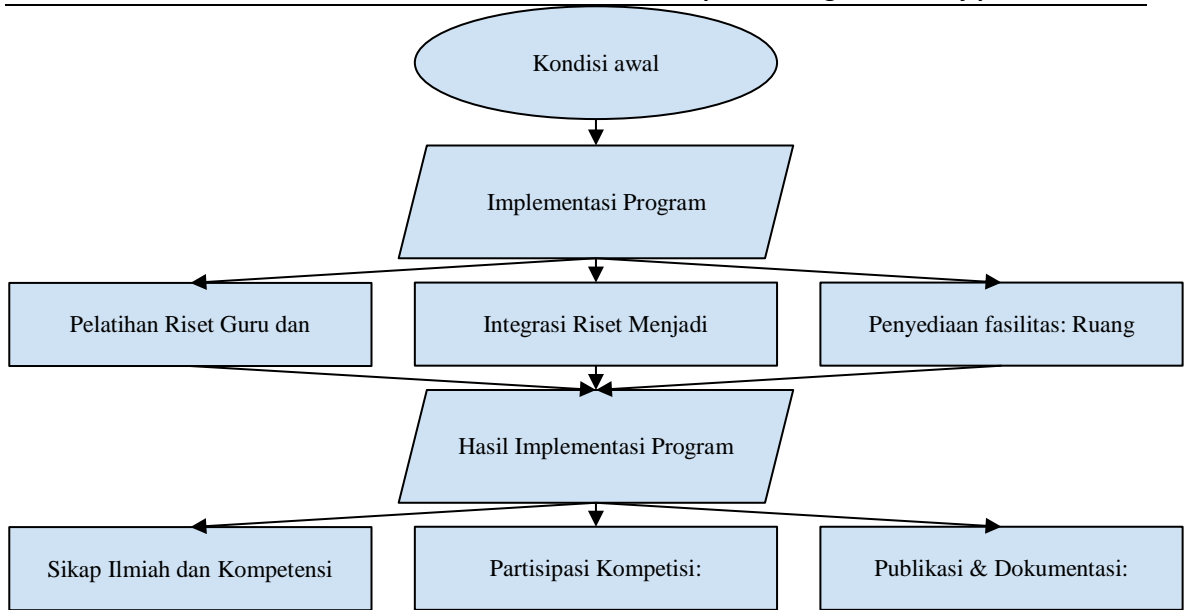 Kondisi awal
Implementasi Program
Pelatihan Riset Guru dan
Integrasi Riset Menjadi
Penyediaan fasilitas: Ruang
Hasil Implementasi Program
Sikap Ilmiah dan Kompetensi
Partisipasi Kompetisi:
Publikasi & Dokumentasi: